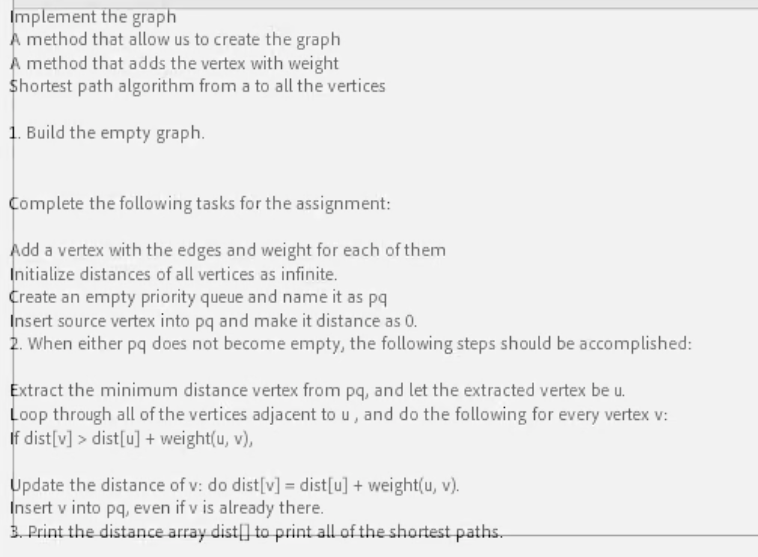 Implement the graph
A method that allow us to create the graph
A method that adds the vertex with weight
Shortest path algorithm from a to all the vertices
1. Build the empty graph.
Complete the following tasks for the assignment:
Add a vertex with the edges and weight for each of them
Initialize distances of all vertices as infinite.
Create an empty priority queue and name it as pq
Insert source vertex into pq and make it distance as 0.
2. When either pq does not become empty, the following steps should be accomplished:
Extract the minimum distance vertex from pq, and let the extracted vertex be u.
Loop through all of the vertices adjacent to u , and do the following for every vertex v:
If dist[v] > dist[u] + weight(u, v),
Update the distance of v: do dist[v] = dist[u] + weight(u, v).
Insert v into pq, even if v is already there.
3. Print the distance array dist[] to print all of the shortest paths.